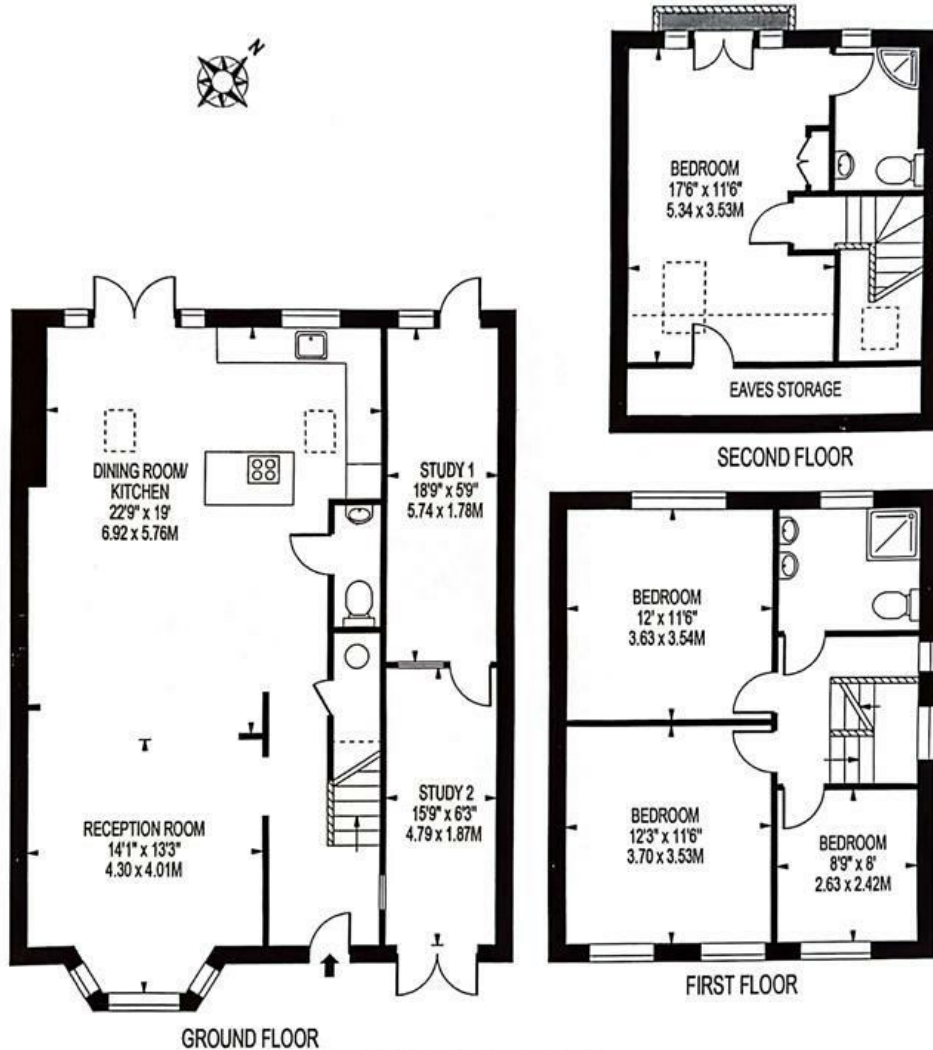 N
BEDROOM
17'6" x 11'6"
5.34 x 3.53M
EAVES STORAGE
SECOND FLOOR
DINING ROOM/
KITCHEN
22'9" x 19'
6.92 x 5.76M
STUDY 1
18'9" x 5'9"
5.74 x 1.78M
RECEPTION ROOM
14'1" x 13'3"
4.30 x 4.01M
STUDY 2
15'9" x 6'3"
4.79 x 1.87M
GROUND FLOOR
BEDROOM
12' x 11'6"
3.63 x 3.54M
BEDROOM
12'3" x 11'6"
3.70 x 3.53M
BEDROOM
8'9" x 8'
2.63 x 2.42M
FIRST FLOOR